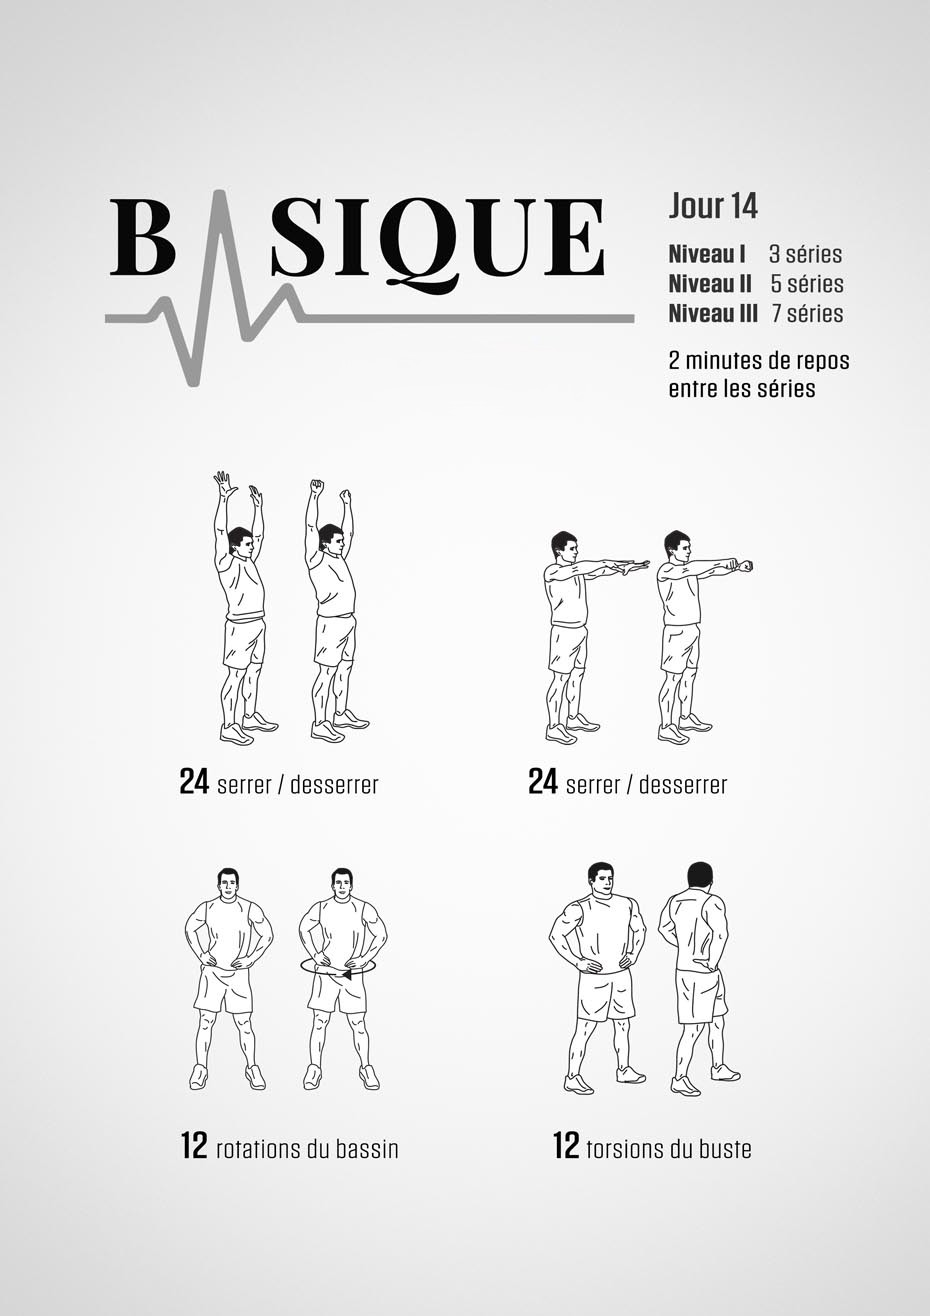 BASIQUE
Jour 14
Niveau I 3 séries
Niveau II 5 séries
Niveau III 7 séries
2 minutes de repos
entre les séries
24 serrer / desserrer
24 serrer / desserrer
12 rotations du bassin
12 torsions du buste